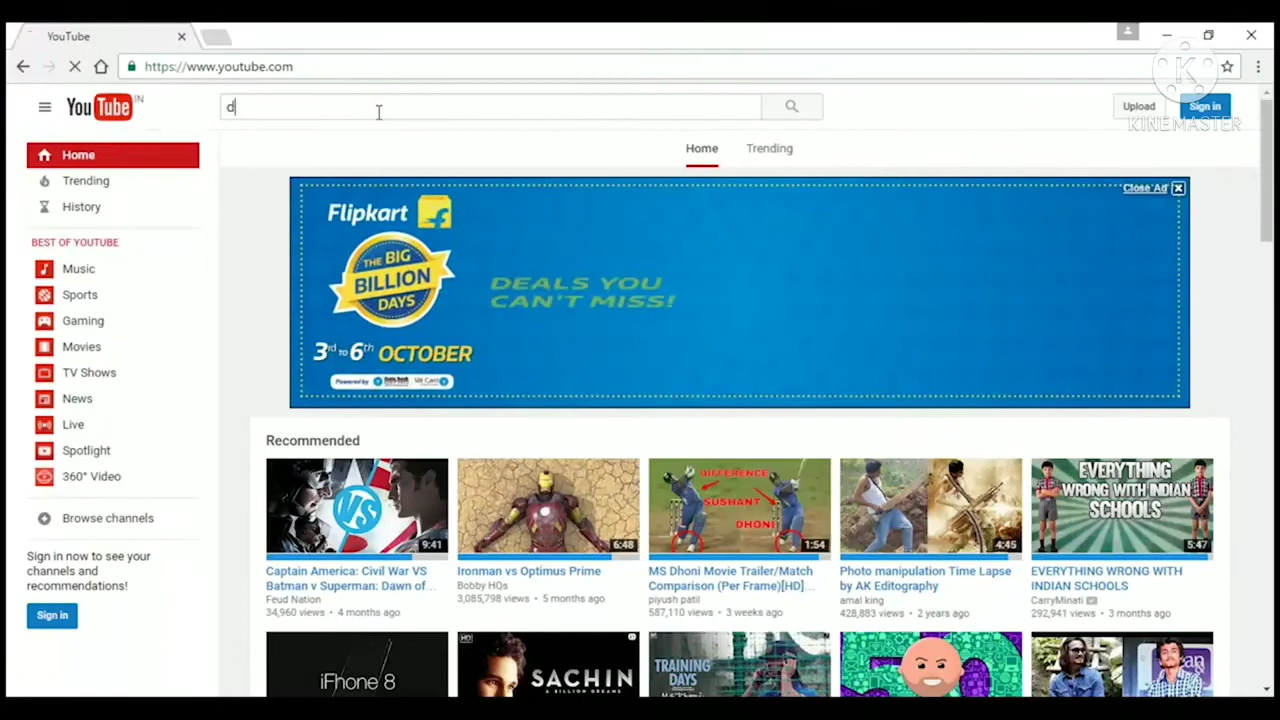 YouTube
https://www.youtube.com
YouTube IN
d
Upload
Sign in
KINEMASTER
Home
Trending
Home
Trending
History
BEST OF YOUTUBE
Music
Sports
Gaming
Movies
TV Shows
News
Live
Spotlight
360° Video
Browse channels
Sign in now to see your
channels and
recommendations!
Sign in
Close Ad
Flipkart
THE BIG
BILLION
DAYS
DEALS YOU
CAN'T MISS!
3rd TO 6th OCTOBER
Powered by
SBI Card
Recommended
VS
9:41
Captain America: Civil War VS
Batman v Superman: Dawn of...
Feud Nation
34,960 views • 4 months ago
6:48
Ironman vs Optimus Prime
Bobby HQs
3,085,798 views • 5 months ago
DIFFERENCE
SUSHANT
DHONI
1:54
MS Dhoni Movie Trailer/Match
Comparison (Per Frame)[HD]...
piyush patil
587,110 views • 3 weeks ago
4:45
Photo manipulation Time Lapse
by AK Editography
amal king
428,883 views • 2 years ago
EVERYTHING
WRONG WITH INDIAN
SCHOOLS
5:47
EVERYTHING WRONG WITH
INDIAN SCHOOLS
CarryMinati
292,941 views • 3 months ago
iFhone 8
HQ
SACHIN
A BILLION DREAMS
TRAINING
DAYS